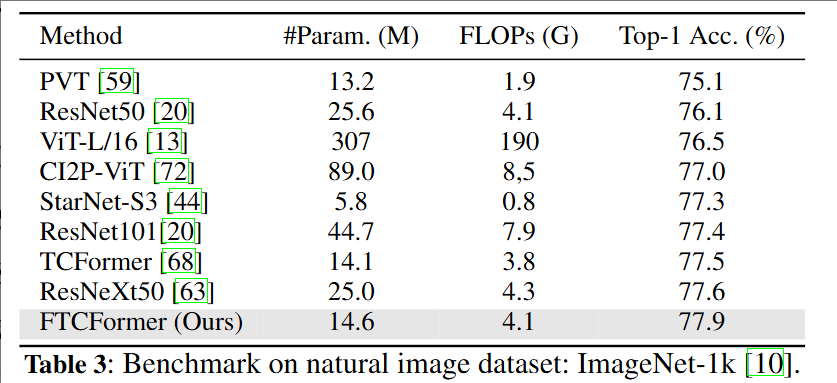 Method #Param. (M) FLOPs (G) Top-1 Acc. (%)
PVT [59] 13.2 1.9 75.1
ResNet50 [20] 25.6 4.1 76.1
ViT-L/16 [13] 307 190 76.5
CI2P-ViT [72] 89.0 8,5 77.0
StarNet-S3 [44] 5.8 0.8 77.3
ResNet101[20] 44.7 7.9 77.4
TCFormer [68] 14.1 3.8 77.5
ResNeXt50 [63] 25.0 4.3 77.6
FTCFormer (Ours) 14.6 4.1 77.9
Table 3: Benchmark on natural image dataset: ImageNet-1k [10].